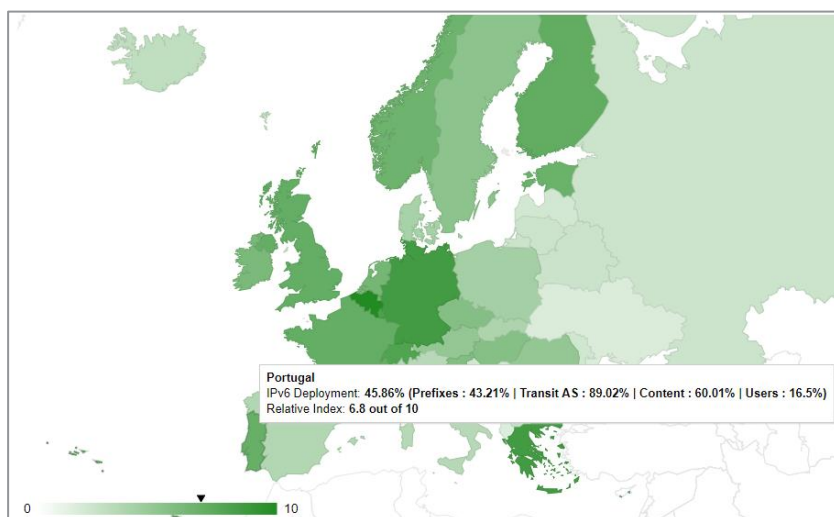 Portugal
IPv6 Deployment: 45.86% (Prefixes : 43.21% | Transit AS : 89.02% | Content : 60.01% | Users : 16.5%)
Relative Index: 6.8 out of 10
0 10